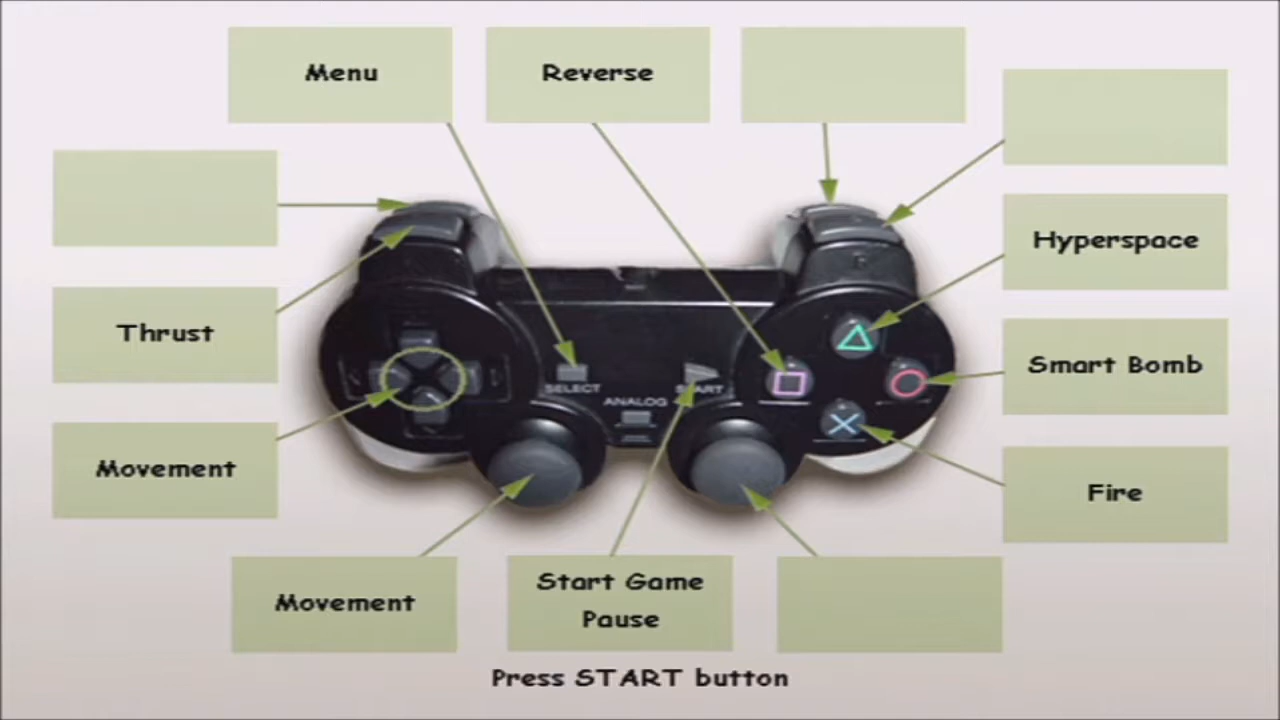 Menu
Reverse
Hyperspace
Thrust
Smart Bomb
Movement
Fire
SELECT
START
ANALOG
Movement
Start Game
Pause
Press START button